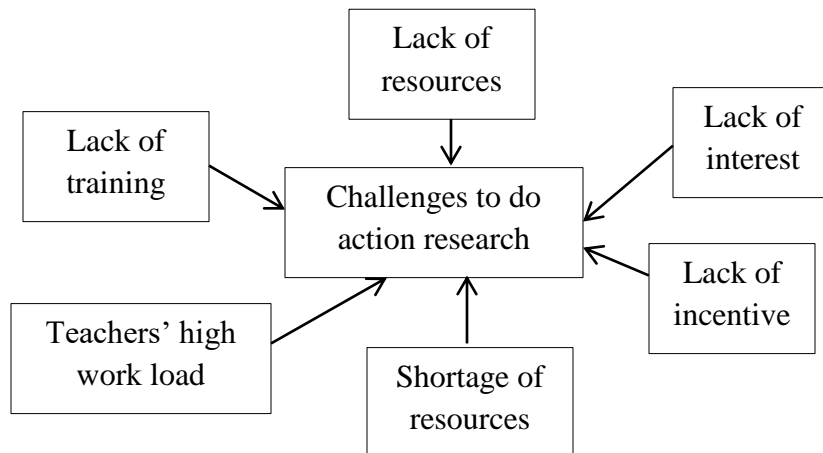 Lack of
resources
Lack of
training
Lack of
interest
Challenges to do
action research
Lack of
incentive
Teachers’ high
work load
Shortage of
resources